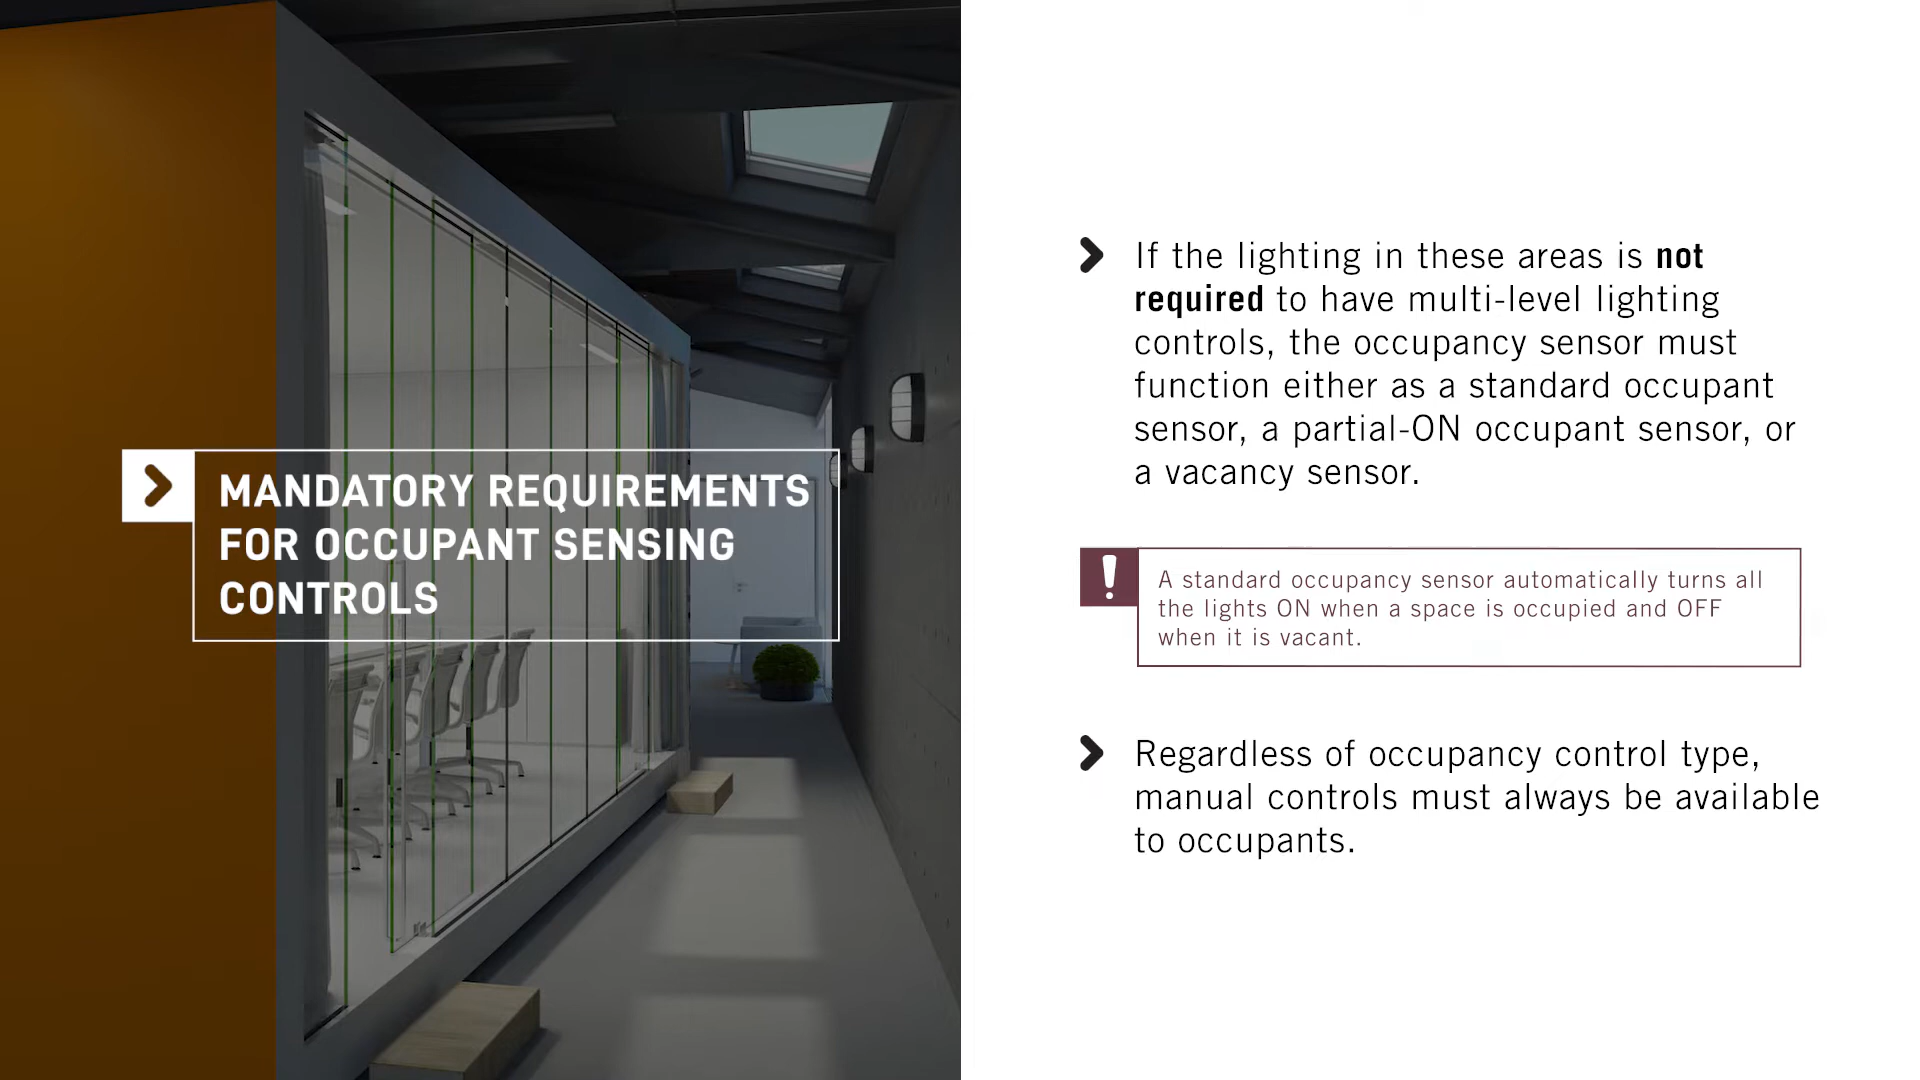 MANDATORY REQUIREMENTS
FOR OCCUPANT SENSING
CONTROLS
If the lighting in these areas is not
required to have multi-level lighting
controls, the occupancy sensor must
function either as a standard occupant
sensor, a partial-ON occupant sensor, or
a vacancy sensor.
A standard occupancy sensor automatically turns all
the lights ON when a space is occupied and OFF
when it is vacant.
Regardless of occupancy control type,
manual controls must always be available
to occupants.